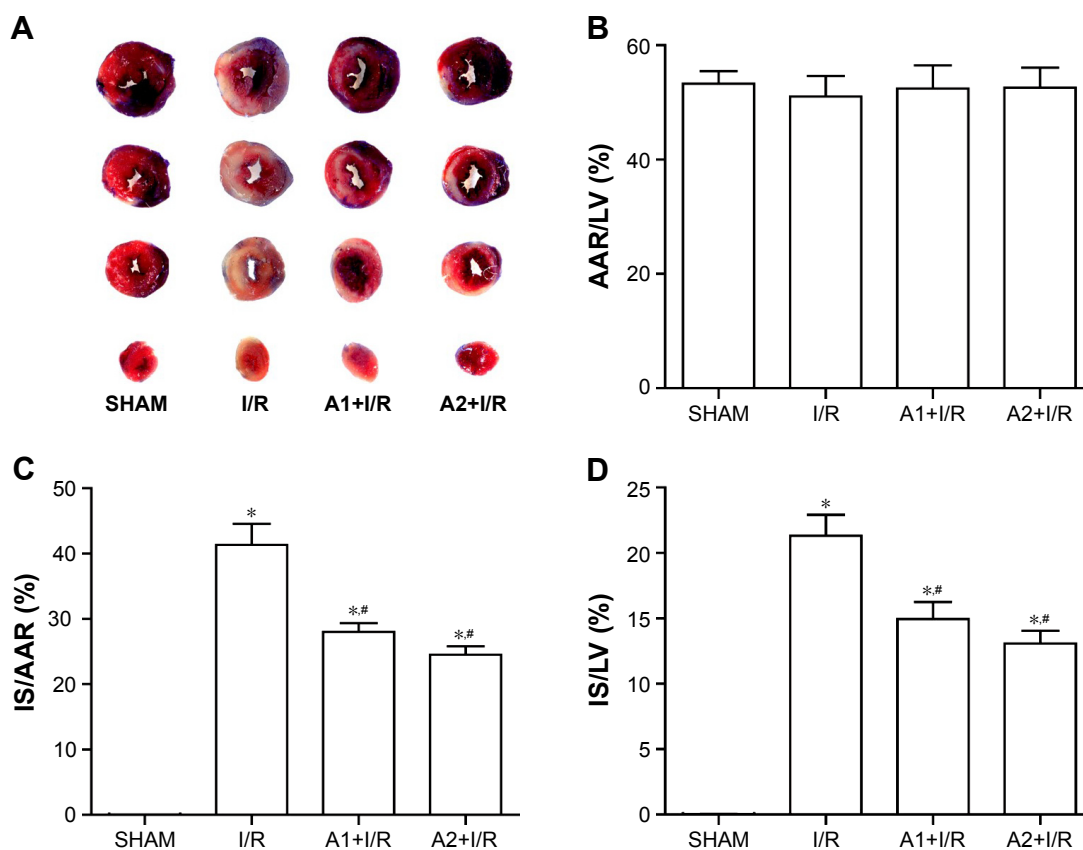 A
SHAM I/R A1+I/R A2+I/R
B
AAR/LV (%)
60
40
20
0
SHAM I/R A1+I/R A2+I/R
C
IS/AAR (%)
50
40
30
20
10
0
*
*,#
*,#
SHAM I/R A1+I/R A2+I/R
D
IS/LV (%)
25
20
15
10
5
0
*
*,#
*,#
SHAM I/R A1+I/R A2+I/R